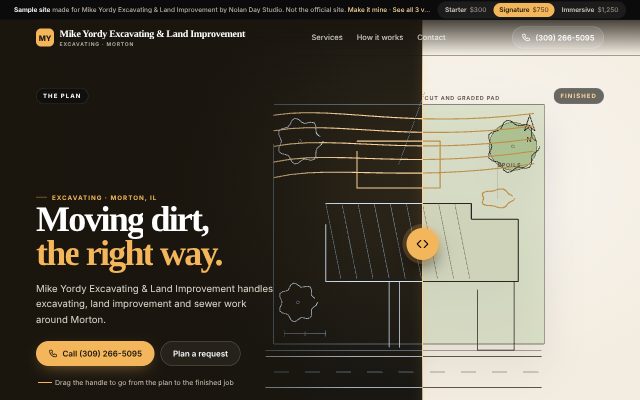 Sample site made for Mike Yordy Excavating & Land Improvement by Nolan Day Studio. Not the official site. Make it mine · See all 3 v...
Starter $300 Signature $750 Immersive $1,250
MY Mike Yordy Excavating & Land Improvement
EXCAVATING · MORTON
Services How it works Contact (309) 266-5095
THE PLAN
CUT AND GRADED PAD
FINISHED
N
SPOILS
EXCAVATING · MORTON, IL
Moving dirt,
the right way.
Mike Yordy Excavating & Land Improvement handles
excavating, land improvement and sewer work
around Morton.
Call (309) 266-5095 Plan a request
Drag the handle to go from the plan to the finished job